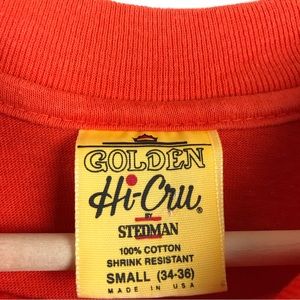 GOLDEN
Hi-Cru®
BY
STEDMAN
100% COTTON
SHRINK RESISTANT
SMALL (34-36)
MADE IN USA